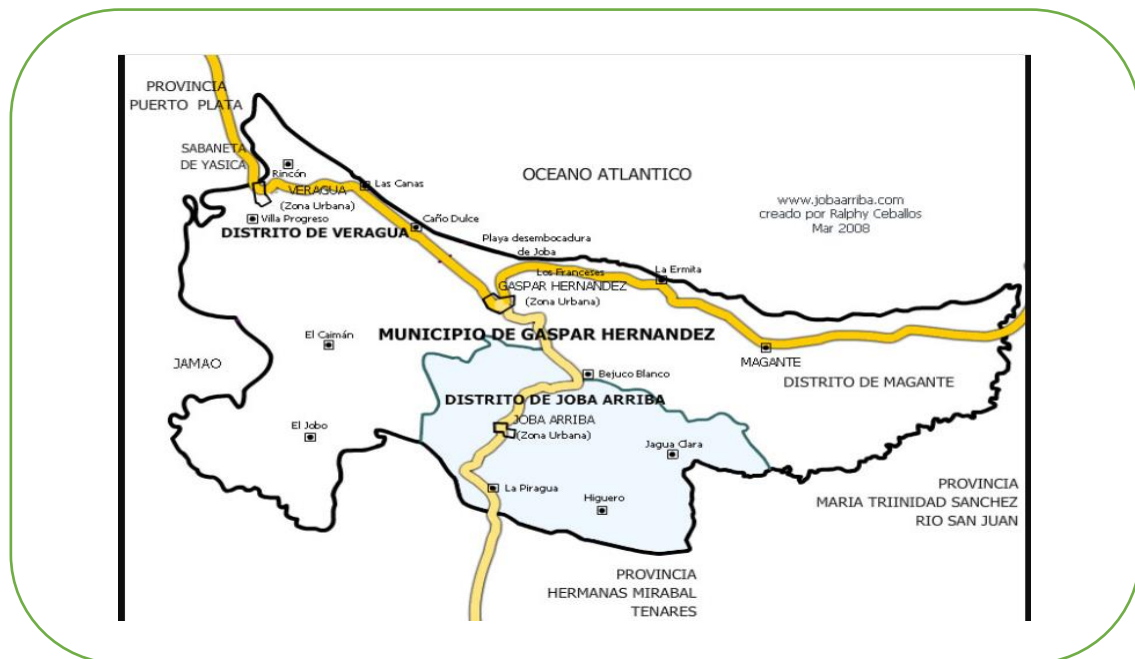 PROVINCIA
PUERTO PLATA
SABANETA
DE YASICA
Rincón
VERAGUA
(Zona Urbana)
Las Canas
Villa Progreso
DISTRITO DE VERAGUA
Caño Dulce
OCEANO ATLANTICO
www.jobaarriba.com
creado por Ralphy Ceballos
Mar 2008
Playa desembocadura
de Joba
Los Franceses
La Ermita
GASPAR HERNANDEZ
(Zona Urbana)
MUNICIPIO DE GASPAR HERNANDEZ
El Caimán
JAMAO
MAGANTE
Bejuco Blanco
DISTRITO DE MAGANTE
DISTRITO DE JOBA ARRIBA
JOBA ARRIBA
(Zona Urbana)
El Jobo
Jagua Clara
La Piragua
Higuero
PROVINCIA
MARIA TRIINIDAD SANCHEZ
RIO SAN JUAN
PROVINCIA
HERMANAS MIRABAL
TENARES